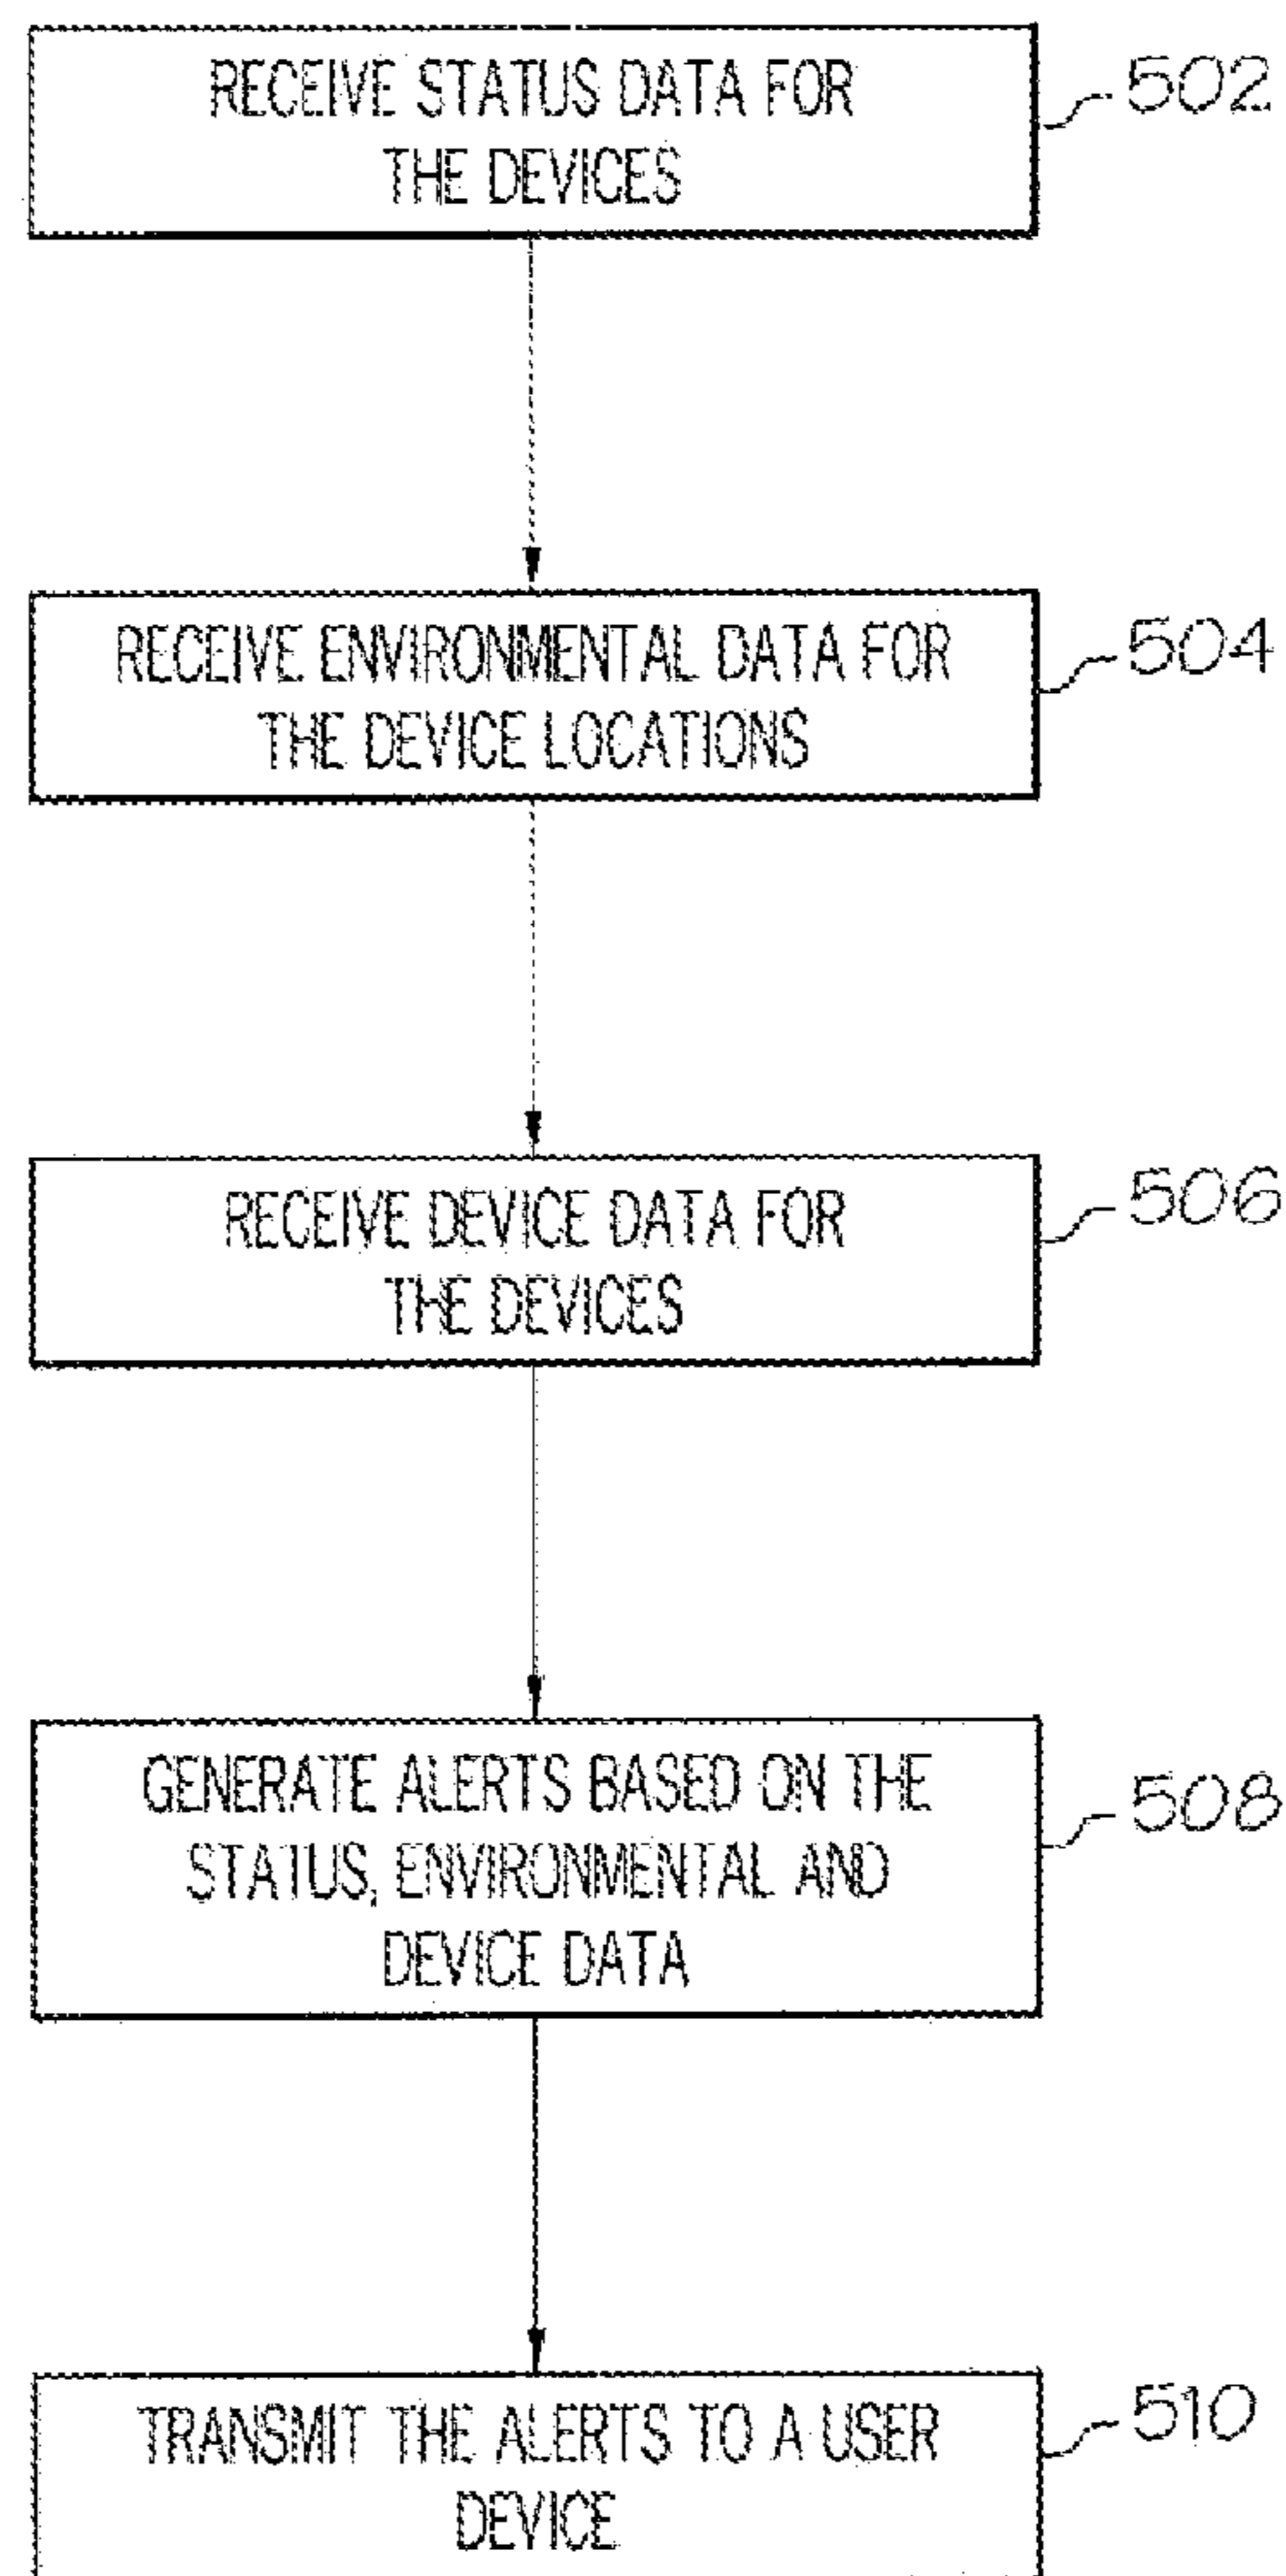 RECEIVE STATUS DATA FOR
THE DEVICES
502
RECEIVE ENVIRONMENTAL DATA FOR
THE DEVICE LOCATIONS
504
RECEIVE DEVICE DATA FOR
THE DEVICES
506
GENERATE ALERTS BASED ON THE
STATUS, ENVIRONMENTAL AND
DEVICE DATA
508
TRANSMIT THE ALERTS TO A USER
DEVICE
510